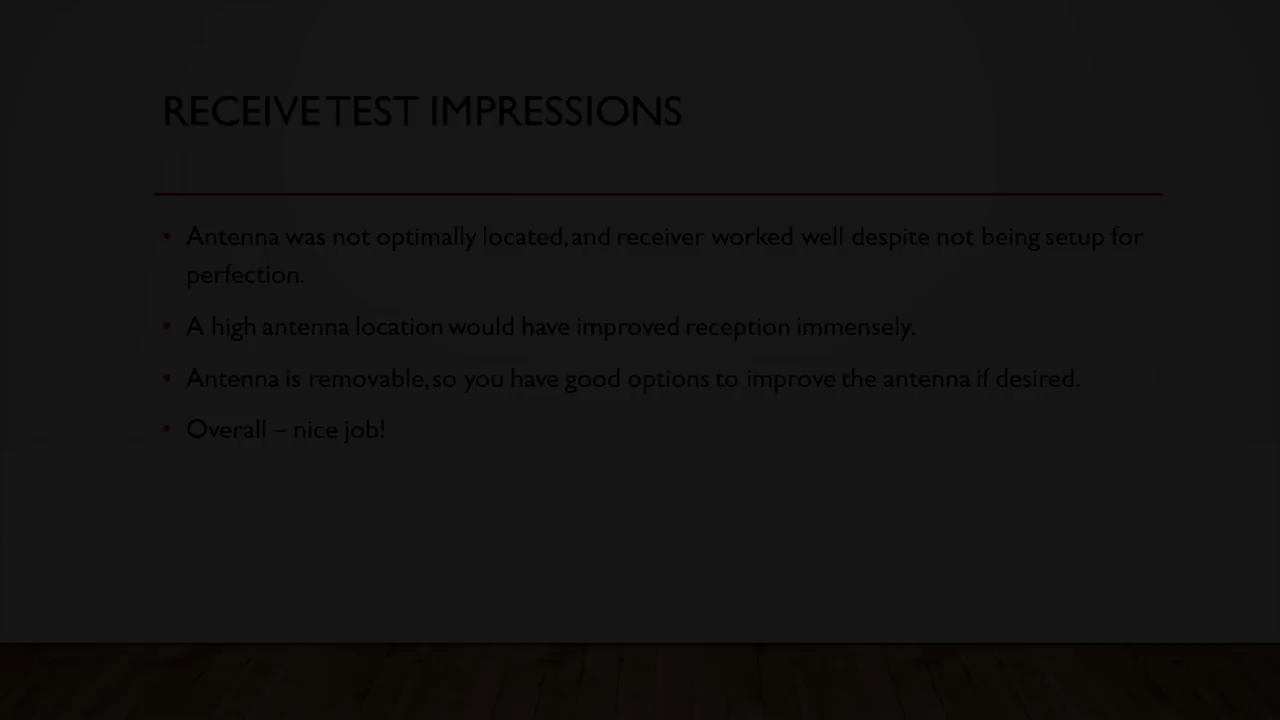 RECEIVE TEST IMPRESSIONS
• Antenna was not optimally located, and receiver worked well despite not being setup for
perfection.
• A high antenna location would have improved reception immensely.
• Antenna is removable, so you have good options to improve the antenna if desired.
• Overall – nice job!